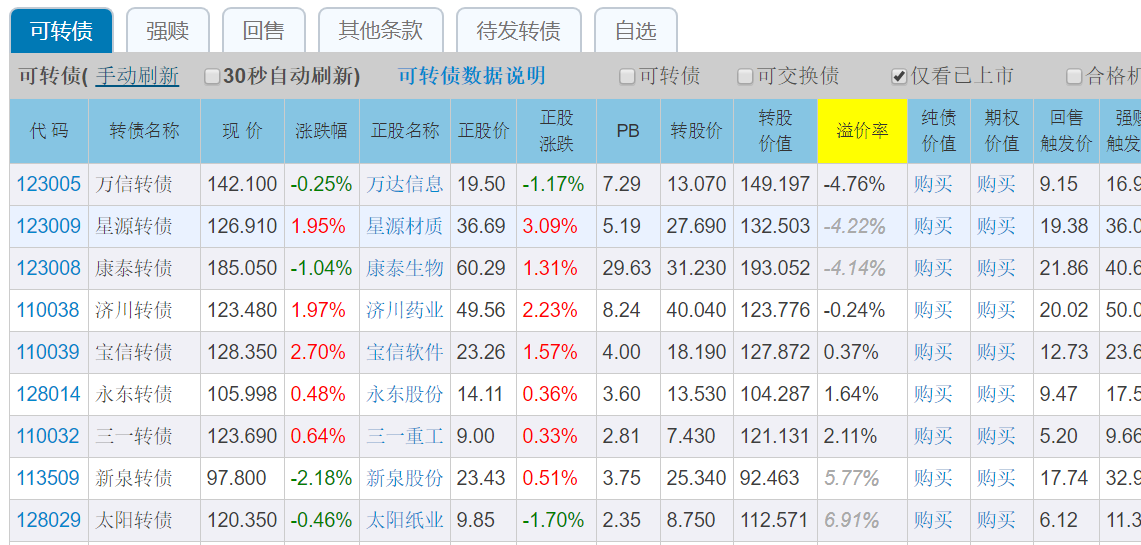 可转债 强赎 回售 其他条款 待发转债 自选
可转债( 手动刷新 30秒自动刷新) 可转债数据说明 可转债 可交换债 仅看已上市 合格机
代 码 转债名称 现 价 涨跌幅 正股名称 正股价 正股涨跌 PB 转股价 转股价值 溢价率 纯债价值 期权价值 回售触发价 强赎触发
123005 万信转债 142.100 -0.25% 万达信息 19.50 -1.17% 7.29 13.070 149.197 -4.76% 购买 购买 9.15 16.9
123009 星源转债 126.910 1.95% 星源材质 36.69 3.09% 5.19 27.690 132.503 -4.22% 购买 购买 19.38 36.0
123008 康泰转债 185.050 -1.04% 康泰生物 60.29 1.31% 29.63 31.230 193.052 -4.14% 购买 购买 21.86 40.6
110038 济川转债 123.480 1.97% 济川药业 49.56 2.23% 8.24 40.040 123.776 -0.24% 购买 购买 20.02 50.0
110039 宝信转债 128.350 2.70% 宝信软件 23.26 1.57% 4.00 18.190 127.872 0.37% 购买 购买 12.73 23.6
128014 永东转债 105.998 0.48% 永东股份 14.11 0.36% 3.60 13.530 104.287 1.64% 购买 购买 9.47 17.5
110032 三一转债 123.690 0.64% 三一重工 9.00 0.33% 2.81 7.430 121.131 2.11% 购买 购买 5.20 9.66
113509 新泉转债 97.800 -2.18% 新泉股份 23.43 0.51% 3.75 25.340 92.463 5.77% 购买 购买 17.74 32.9
128029 太阳转债 120.350 -0.46% 太阳纸业 9.85 -1.70% 2.35 8.750 112.571 6.91% 购买 购买 6.12 11.3